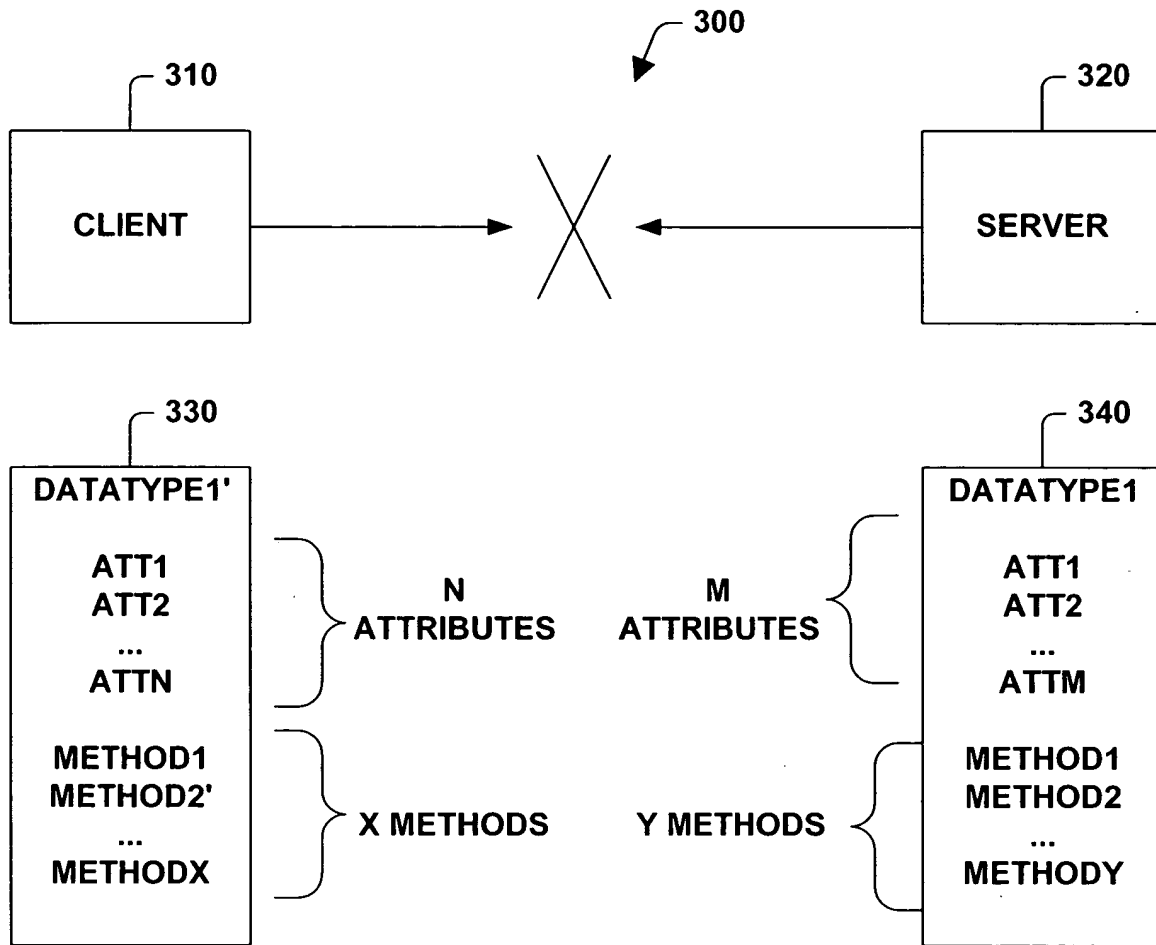 300
310
320
CLIENT
SERVER
330
340
DATATYPE1'
DATATYPE1
ATT1
ATT2
...
ATTN
N
ATTRIBUTES
M
ATTRIBUTES
ATT1
ATT2
...
ATTM
METHOD1
METHOD2'
...
METHODX
X METHODS
Y METHODS
METHOD1
METHOD2
...
METHODY